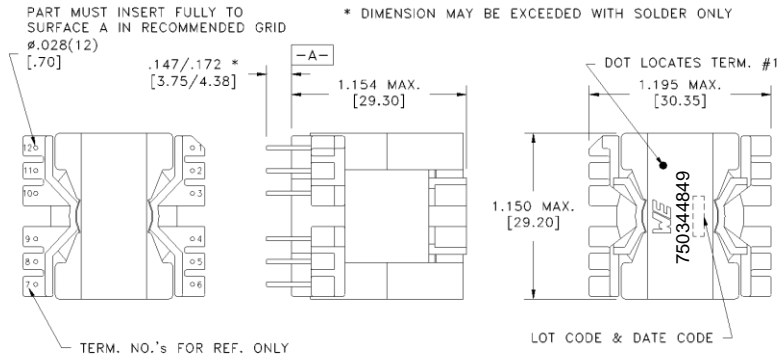 PART MUST INSERT FULLY TO
SURFACE A IN RECOMMENDED GRID
ø.028(12)
[.70]
* DIMENSION MAY BE EXCEEDED WITH SOLDER ONLY
.147/.172 *
[3.75/4.38]
-A-
1.154 MAX.
[29.30]
DOT LOCATES TERM. #1
1.195 MAX.
[30.35]
12
11
10
9
8
7
1
2
3
4
5
6
1.150 MAX.
[29.20]
WE
750344849
TERM. NO.'s FOR REF. ONLY
LOT CODE & DATE CODE